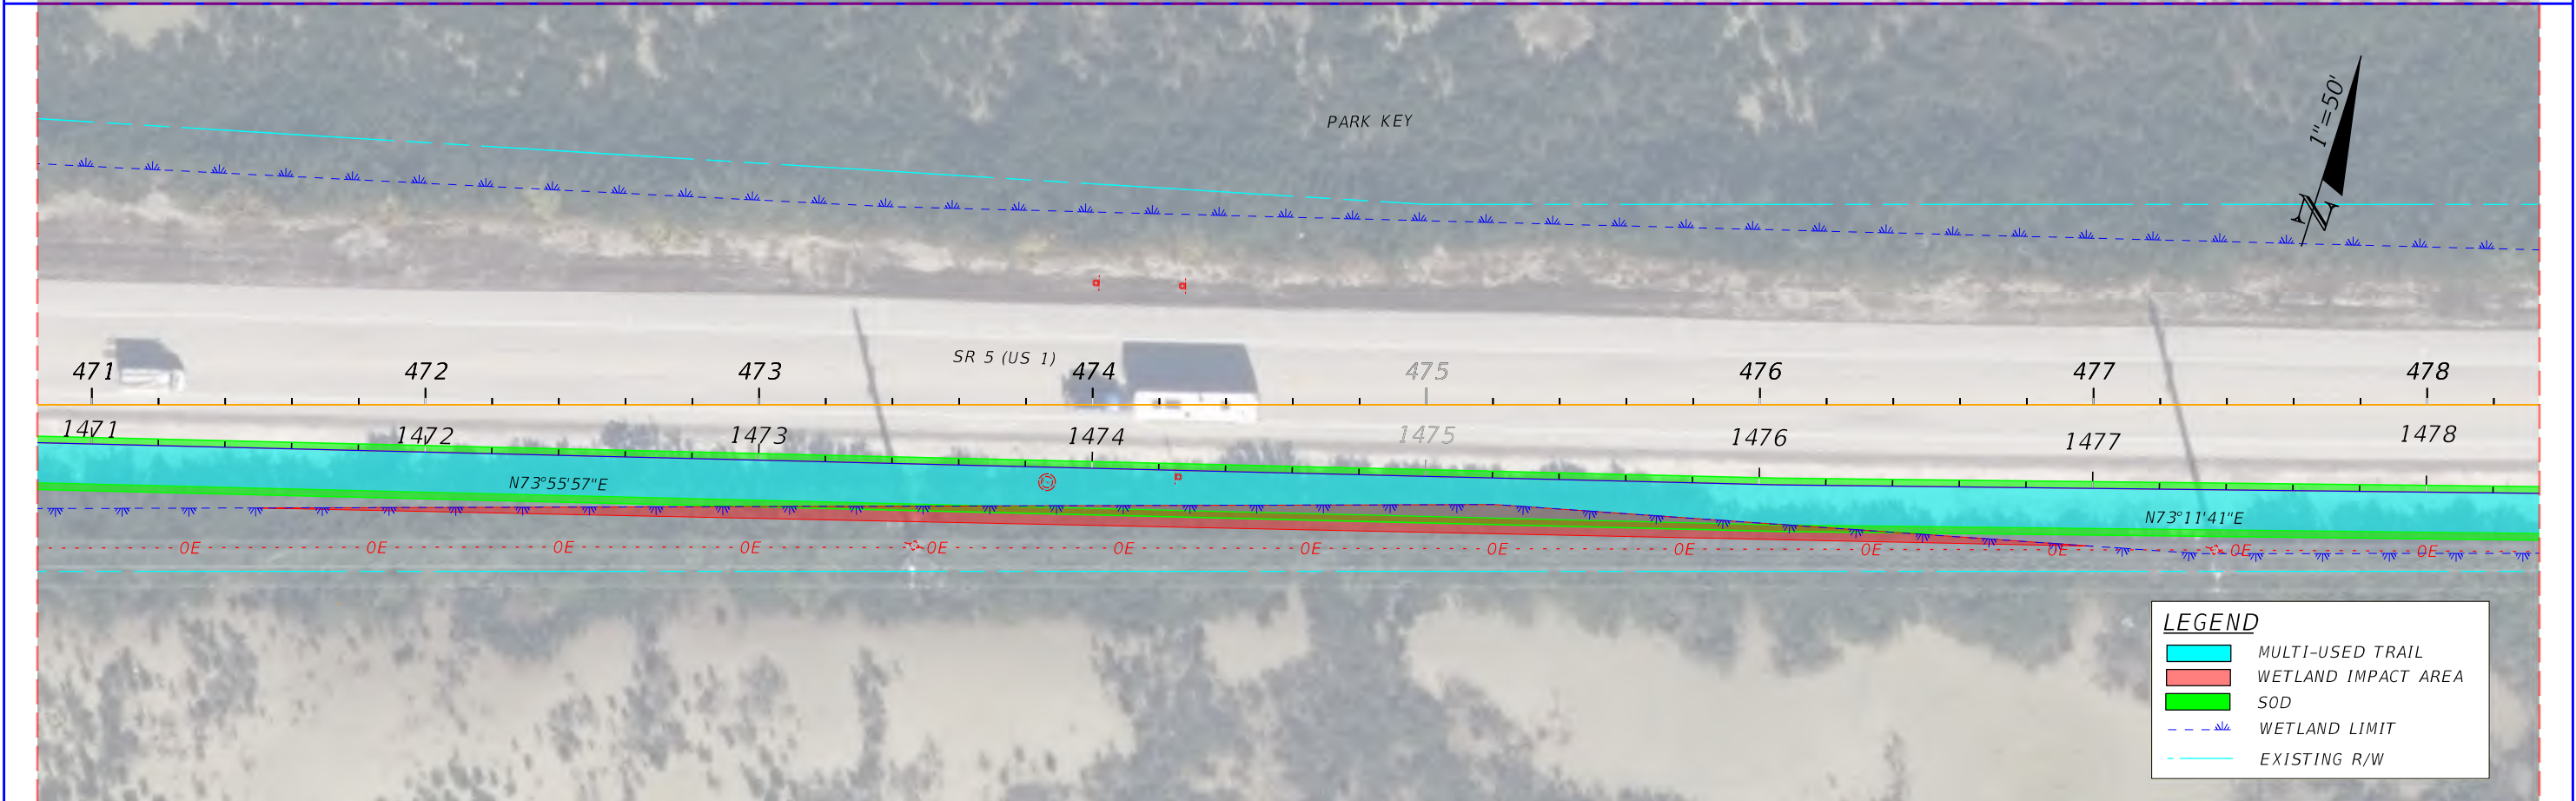 PARK KEY
1"=50'
N
SR 5 (US 1)
471 472 473 474 475 476 477 478
1471 1472 1473 1474 1475 1476 1477 1478
N73°55'57"E
N73°11'41"E
OE OE OE OE OE OE OE OE OE OE OE OE OE
LEGEND
MULTI-USED TRAIL
WETLAND IMPACT AREA
SOD
WETLAND LIMIT
EXISTING R/W